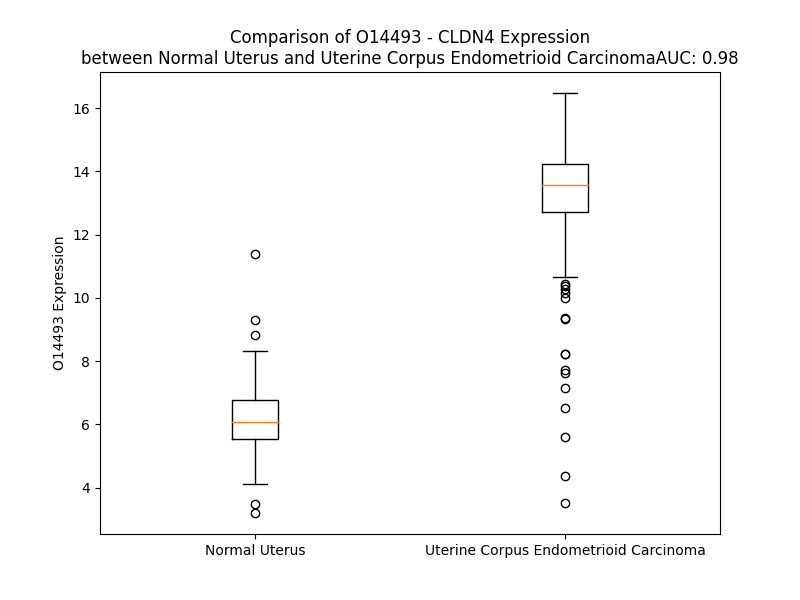 Comparison of O14493 - CLDN4 Expression
between Normal Uterus and Uterine Corpus Endometrioid CarcinomaAUC: 0.98
16
14
12
10
8
6
4
O14493 Expression
Normal Uterus
Uterine Corpus Endometrioid Carcinoma